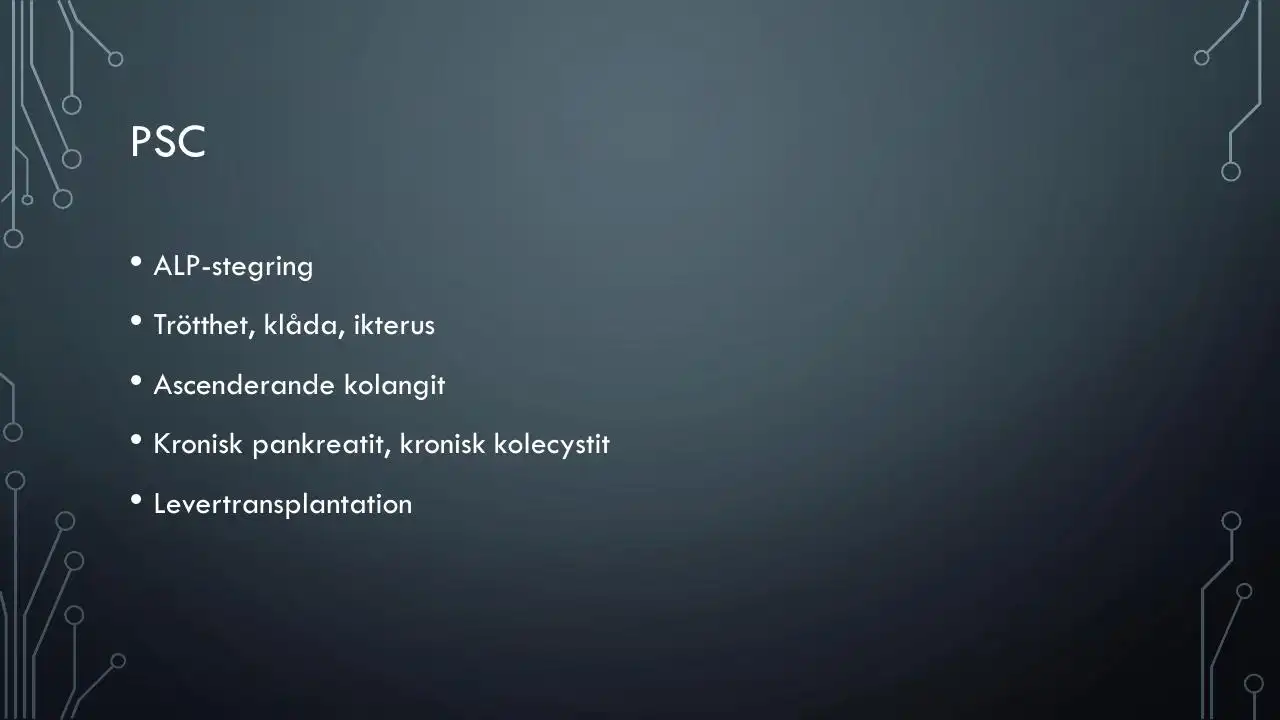 PSC
• ALP-stegring
• Trötthet, klåda, ikterus
• Ascenderande kolangit
• Kronisk pankreatit, kronisk kolecystit
• Levertransplantation